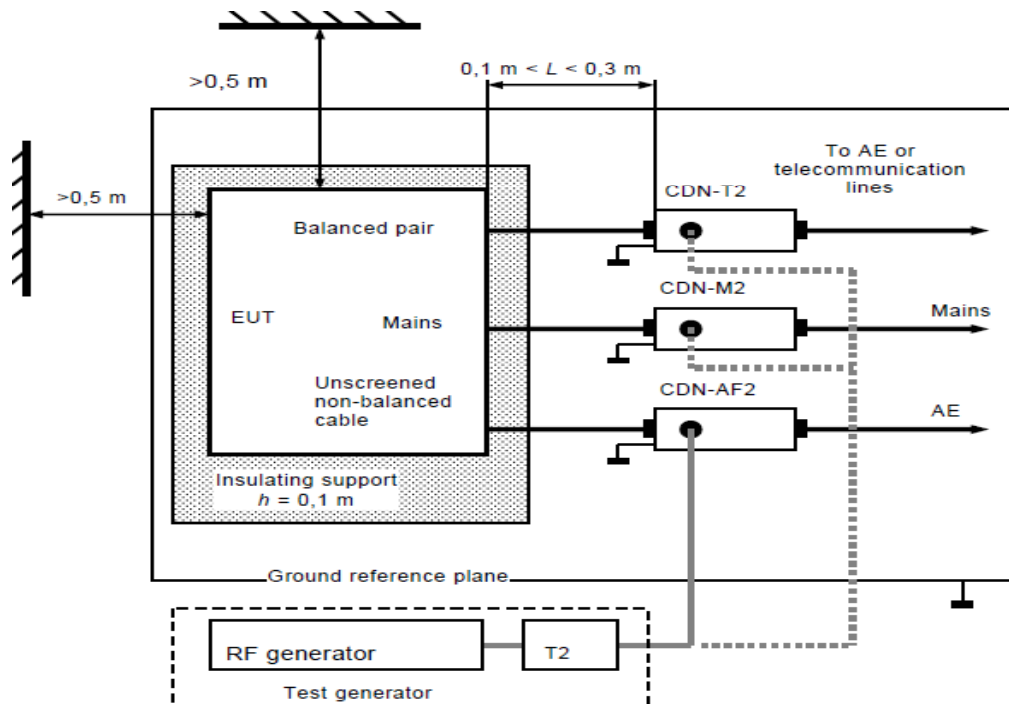 >0,5 m
0,1 m < L < 0,3 m
>0,5 m
To AE or
telecommunication
lines
CDN-T2
Balanced pair
CDN-M2
EUT
Mains
Mains
Unscreened
non-balanced
cable
CDN-AF2
AE
Insulating support
h = 0,1 m
Ground reference plane
RF generator
T2
Test generator